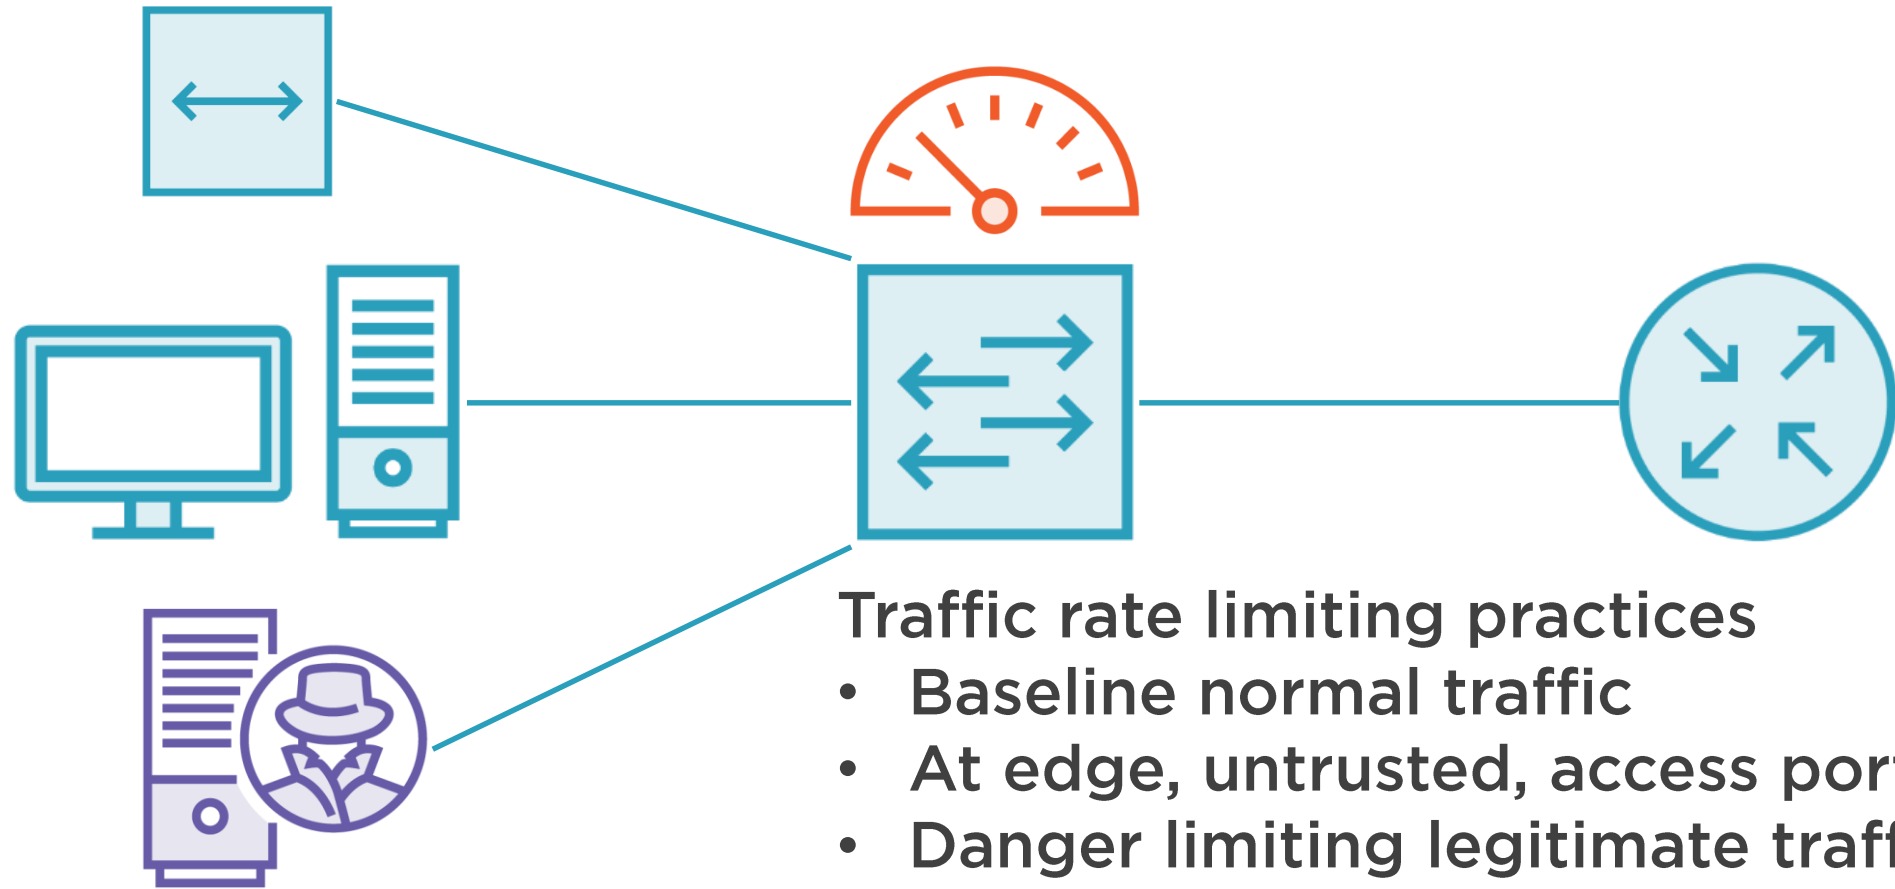 Traffic rate limiting practices
• Baseline normal traffic
• At edge, untrusted, access
• Danger limiting legitimate